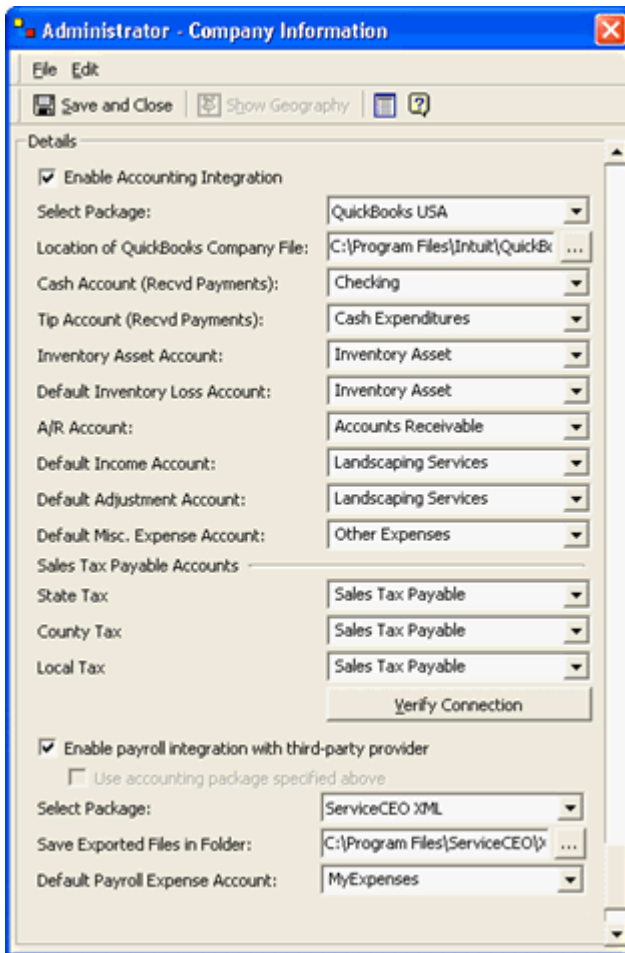 Administrator - Company Information
File Edit
Save and Close Show Geography
Details
Enable Accounting Integration
Select Package: QuickBooks USA
Location of QuickBooks Company File: C:\Program Files\Intuit\QuickBo ...
Cash Account (Recvd Payments): Checking
Tip Account (Recvd Payments): Cash Expenditures
Inventory Asset Account: Inventory Asset
Default Inventory Loss Account: Inventory Asset
A/R Account: Accounts Receivable
Default Income Account: Landscaping Services
Default Adjustment Account: Landscaping Services
Default Misc. Expense Account: Other Expenses
Sales Tax Payable Accounts
State Tax Sales Tax Payable
County Tax Sales Tax Payable
Local Tax Sales Tax Payable
Verify Connection
Enable payroll integration with third-party provider
Use accounting package specified above
Select Package: ServiceCEO XML
Save Exported Files in Folder: C:\Program Files\ServiceCEO\X ...
Default Payroll Expense Account: MyExpenses